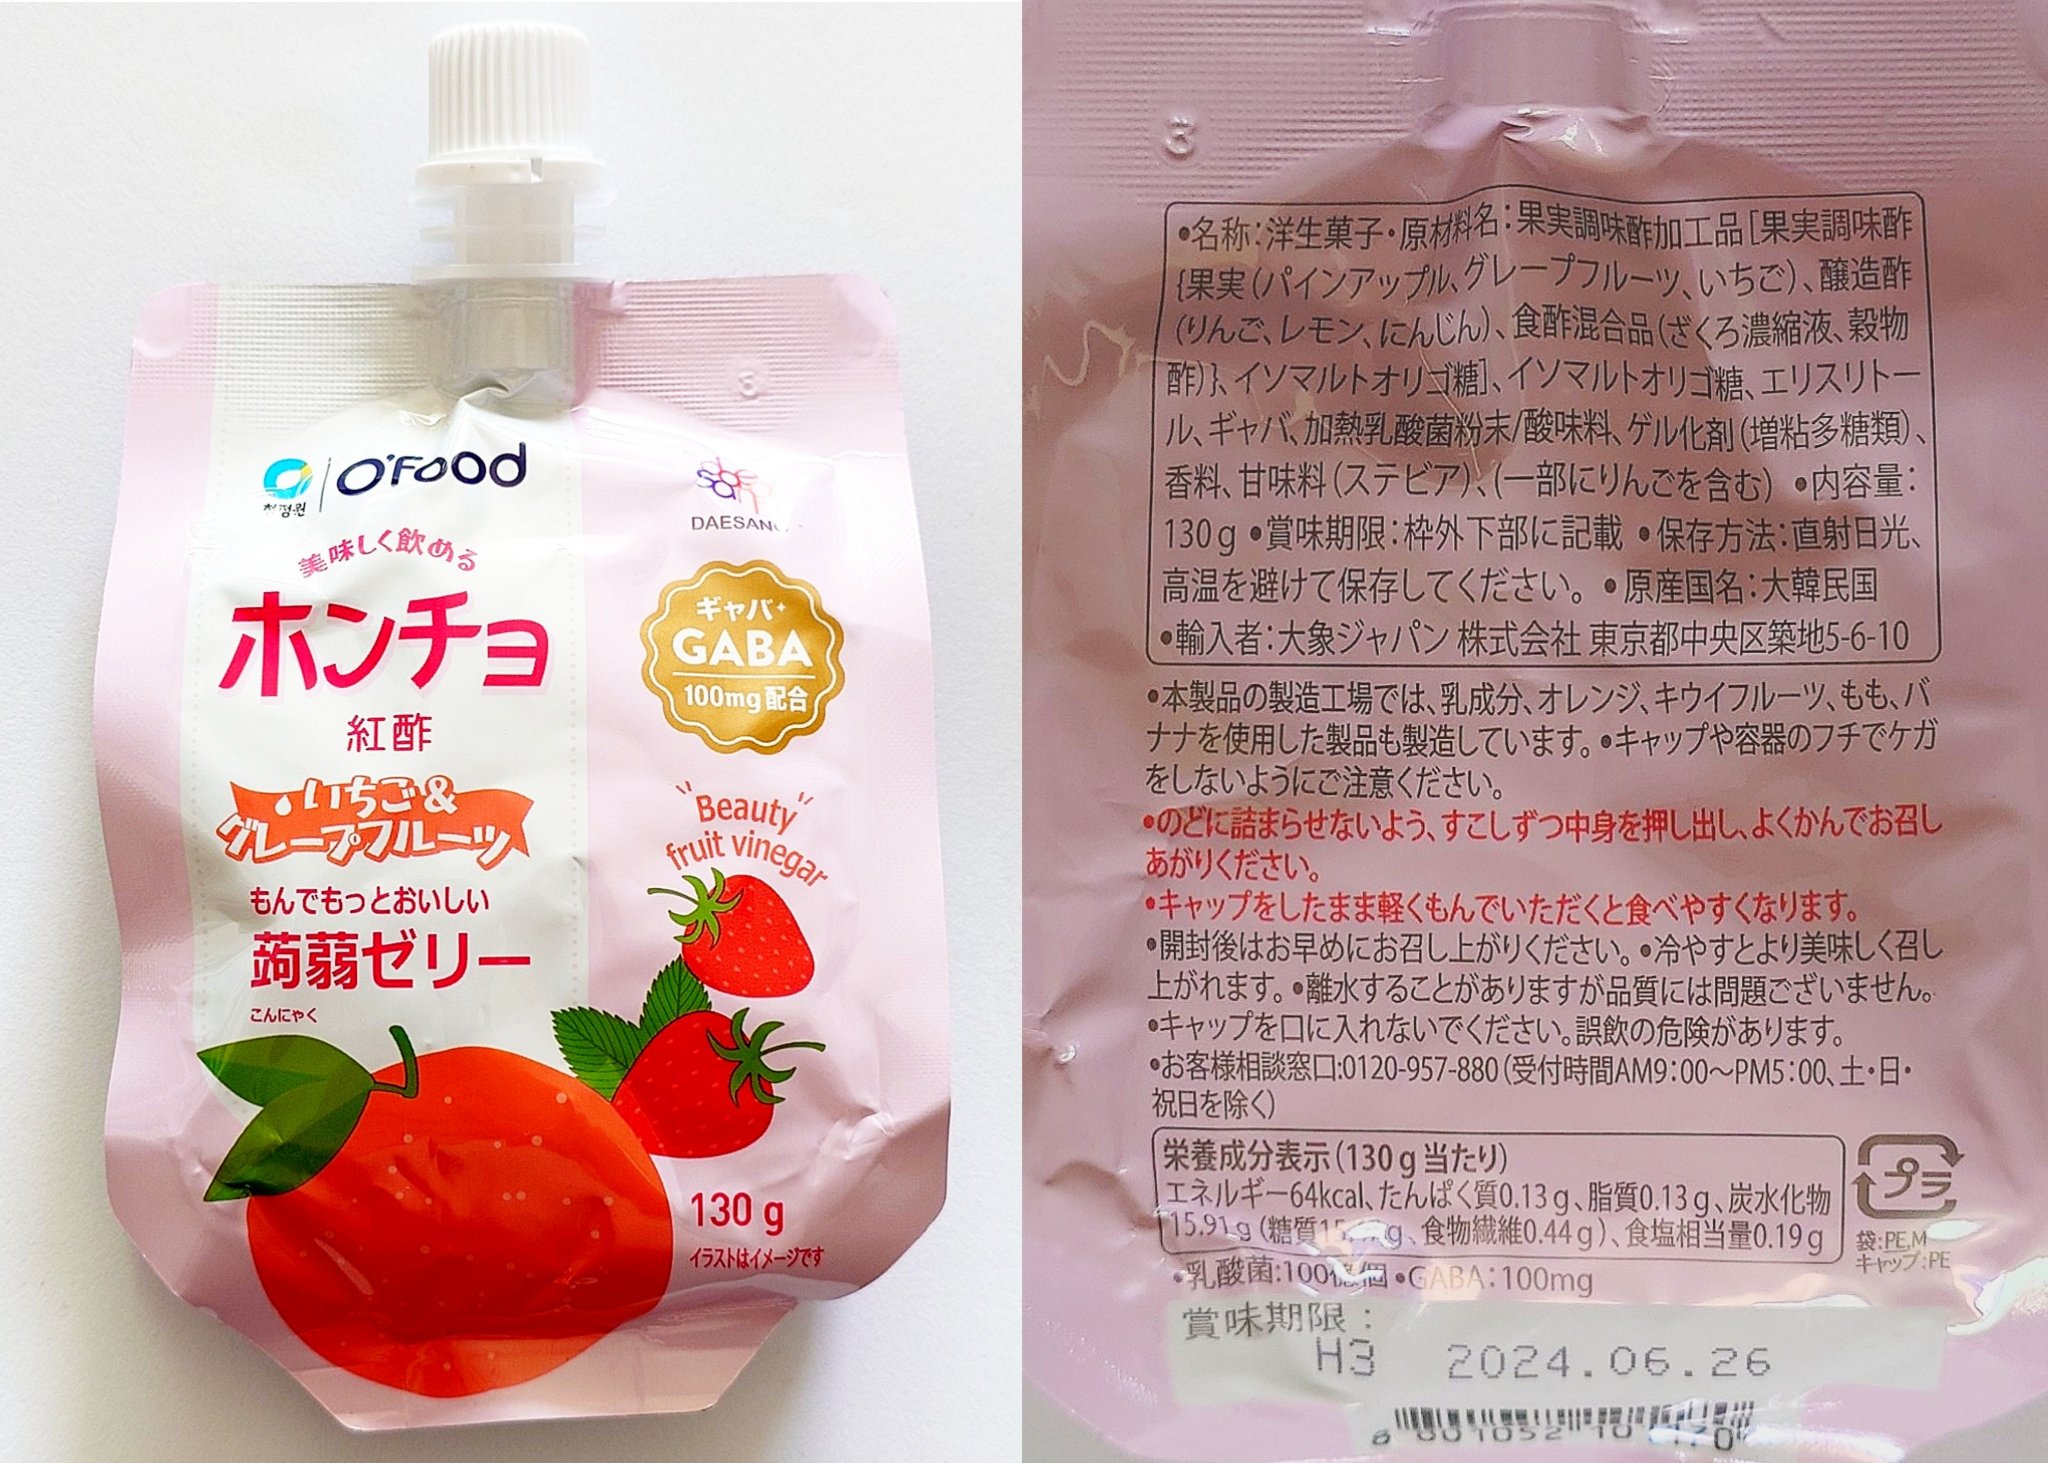 청정원
O'Food
DAESANG
美味しく飲める
ホンチョ
紅酢
ギャバ
GABA
100mg配合
いちご&
グレープフルーツ
"Beauty"
fruit vinegar
もんでもっとおいしい
蒟蒻ゼリー
こんにゃく
130 g
イラストはイメージです
3
•名称:洋生菓子•原材料名:果実調味酢加工品[果実調味酢
{果実(パインアップル、グレープフルーツ、いちご)、醸造酢
(りんご、レモン、にんじん)、食酢混合品(ざくろ濃縮液、穀物
酢)}、イソマルトオリゴ糖]、イソマルトオリゴ糖、エリスリトー
ル、ギャバ、加熱乳酸菌粉末/酸味料、ゲル化剤(増粘多糖類)、
香料、甘味料(ステビア)、(一部にりんごを含む) •内容量:
130g •賞味期限:枠外下部に記載 •保存方法:直射日光、
高温を避けて保存してください。 •原産国名:大韓民国
•輸入者:大象ジャパン 株式会社 東京都中央区築地5-6-10
•本製品の製造工場では、乳成分、オレンジ、キウイフルーツ、もも、バ
ナナを使用した製品も製造しています。•キャップや容器のフチでケガ
をしないようにご注意ください。
•のどに詰まらせないよう、すこしずつ中身を押し出し、よくかんでお召し
あがりください。
•キャップをしたまま軽くもんでいただくと食べやすくなります。
•開封後はお早めにお召し上がりください。•冷やすとより美味しく召し
上がれます。•離水することがありますが品質には問題ございません。
•キャップを口に入れないでください。誤飲の危険があります。
•お客様相談窓口:0120-957-880(受付時間AM9:00〜PM5:00、土・日・
祝日を除く)
栄養成分表示(130g当たり)
エネルギー64kcal、たんぱく質0.13g、脂質0.13g、炭水化物
15.91g(糖質 g、食物繊維0.44g)、食塩相当量0.19g
プラ
袋:PE,M
キャップ:PE
•乳酸菌:100億個 •GABA:100mg
賞味期限:
H3 2024.06.26
8 801052